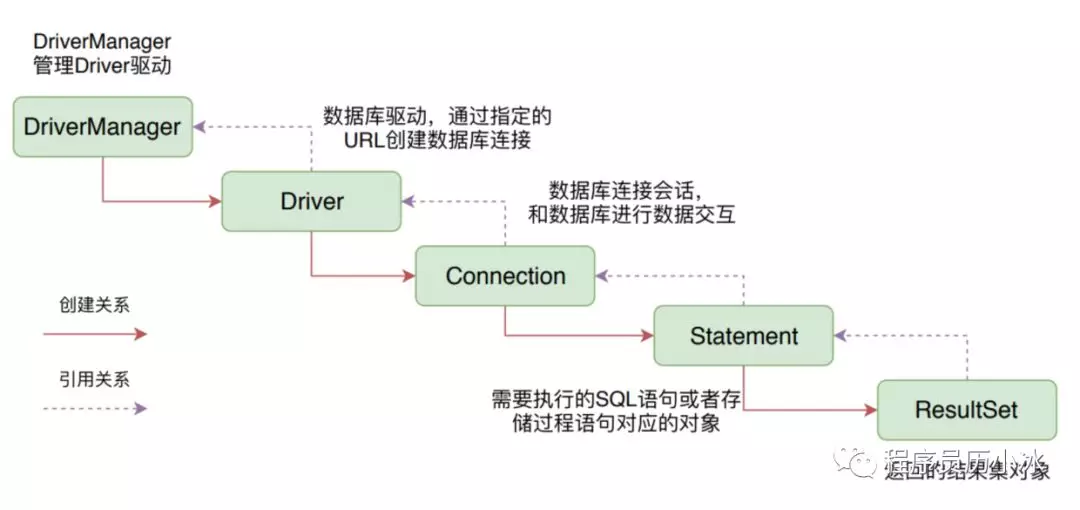 DriverManager
管理Driver驱动
DriverManager
数据库驱动，通过指定的
URL创建数据库连接
Driver
数据库连接会话，
和数据库进行数据交互
Connection
创建关系
Statement
引用关系
需要执行的SQL语句或者存
储过程语句对应的对象
ResultSet
程序员历小冰
返回的结果集对象